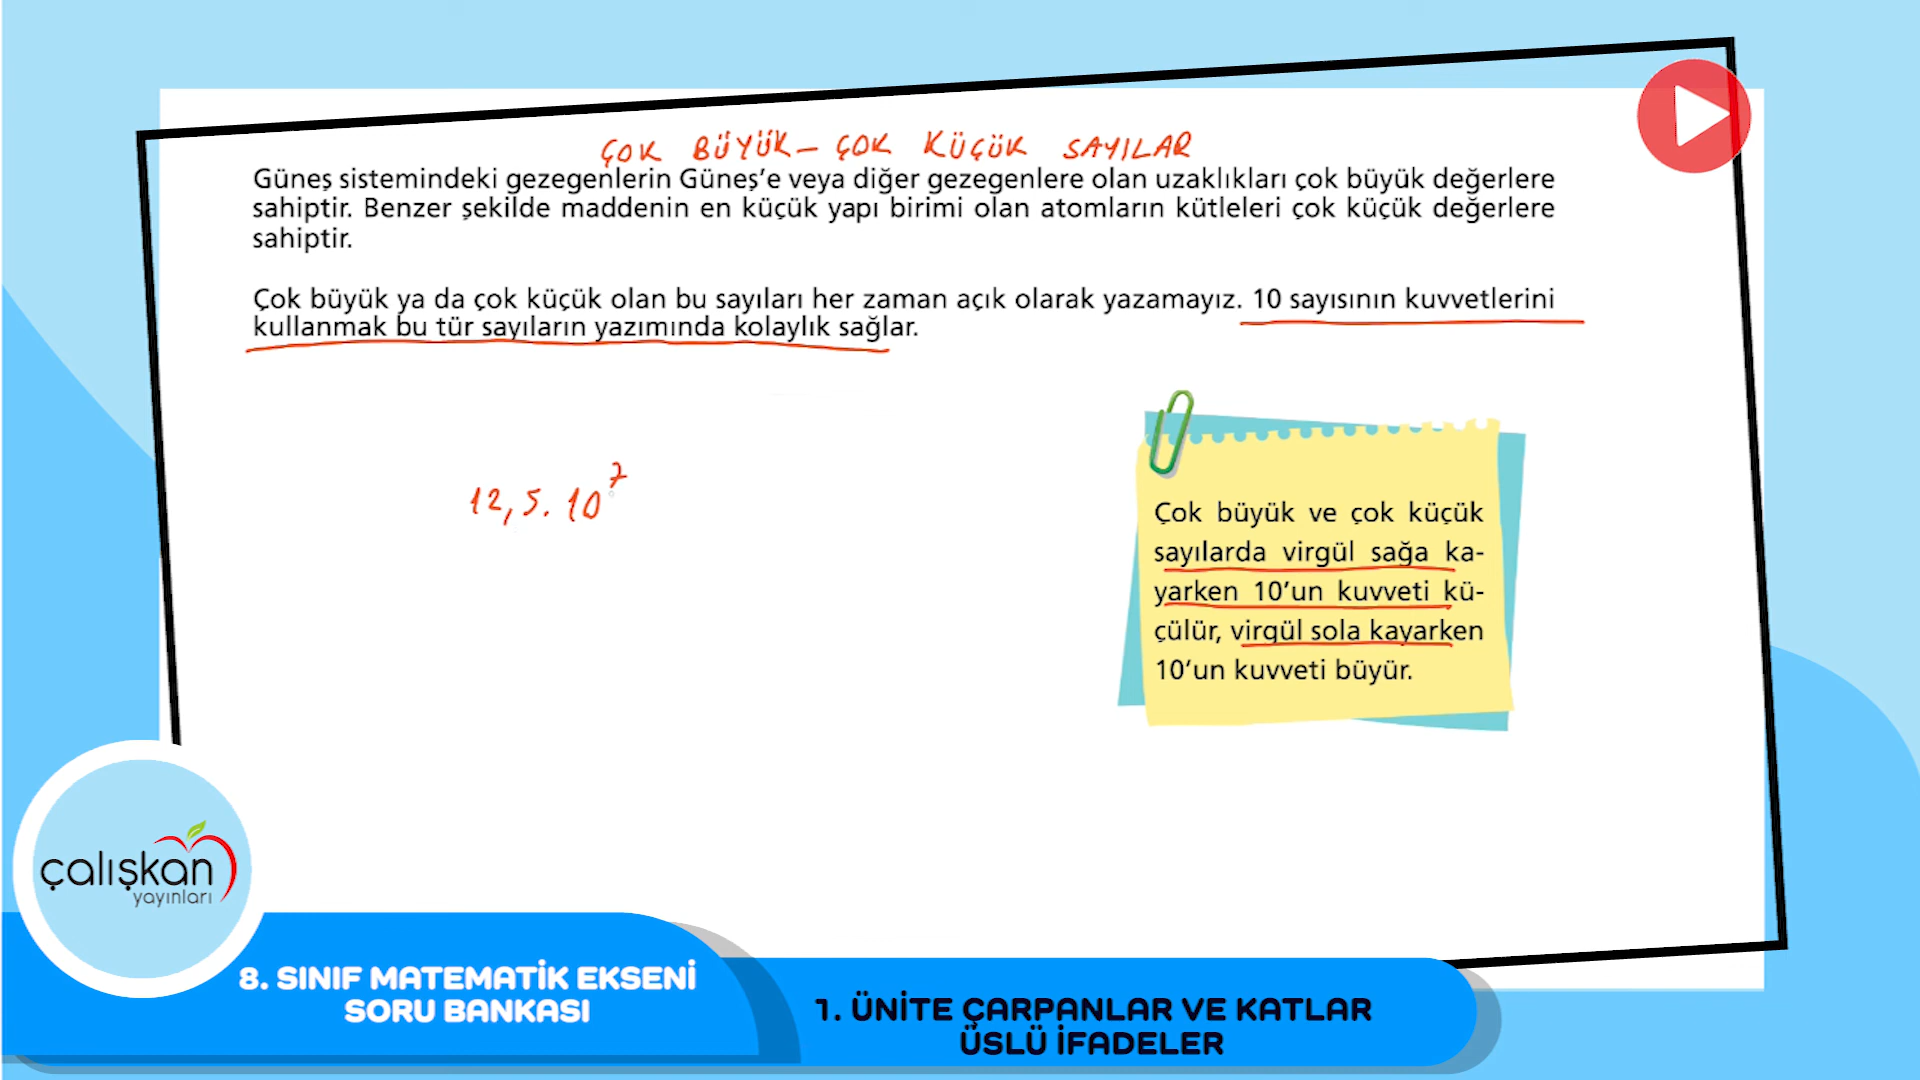 ÇOK BÜYÜK - ÇOK KÜÇÜK SAYILAR
Güneş sistemindeki gezegenlerin Güneş’e veya diğer gezegenlere olan uzaklıkları çok büyük değerlere
sahiptir. Benzer şekilde maddenin en küçük yapı birimi olan atomların kütleleri çok küçük değerlere
sahiptir.
Çok büyük ya da çok küçük olan bu sayıları her zaman açık olarak yazamayız. 10 sayısının kuvvetlerini
kullanmak bu tür sayıların yazımında kolaylık sağlar.
12,5. 10⁷
Çok büyük ve çok küçük
sayılarda virgül sağa ka-
yarken 10’un kuvveti kü-
çülür, virgül sola kayarken
10’un kuvveti büyür.
çalışkan
yayınları
8. SINIF MATEMATİK EKSENİ
SORU BANKASI
1. ÜNİTE ÇARPANLAR VE KATLAR
ÜSLÜ İFADELER